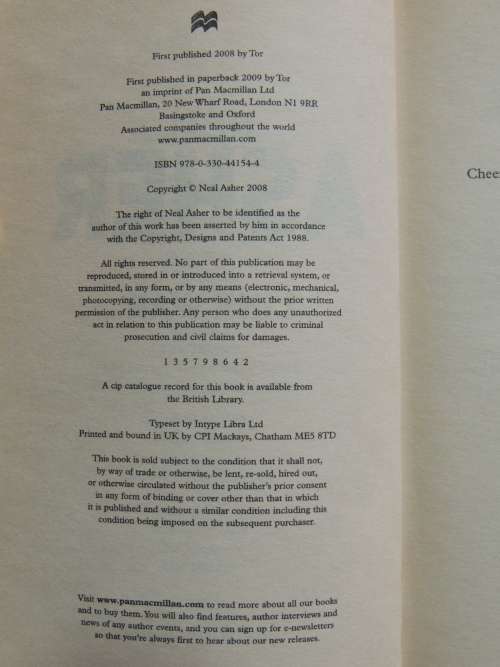 First published 2008 by Tor
First published in paperback 2009 by Tor
an imprint of Pan Macmillan Ltd
Pan Macmillan, 20 New Wharf Road, London N1 9RR
Basingstoke and Oxford
Associated companies throughout the world
www.panmacmillan.com
ISBN 978-0-330-44154-4
Copyright © Neal Asher 2008
The right of Neal Asher to be identified as the
author of this work has been asserted by him in accordance
with the Copyright, Designs and Patents Act 1988.
All rights reserved. No part of this publication may be
reproduced, stored in or introduced into a retrieval system, or
transmitted, in any form, or by any means (electronic, mechanical,
photocopying, recording or otherwise) without the prior written
permission of the publisher. Any person who does any unauthorized
act in relation to this publication may be liable to criminal
prosecution and civil claims for damages.
1 3 5 7 9 8 6 4 2
A cip catalogue record for this book is available from
the British Library.
Typeset by Intype Libra Ltd
Printed and bound in UK by CPI Mackays, Chatham ME5 8TD
This book is sold subject to the condition that it shall not,
by way of trade or otherwise, be lent, re-sold, hired out,
or otherwise circulated without the publisher's prior consent
in any form of binding or cover other than that in which
it is published and without a similar condition including this
condition being imposed on the subsequent purchaser.
Visit www.panmacmillan.com to read more about all our books
and to buy them. You will also find features, author interviews and
news of any author events, and you can sign up for e-newsletters
so that you're always first to hear about our new releases.
Chee